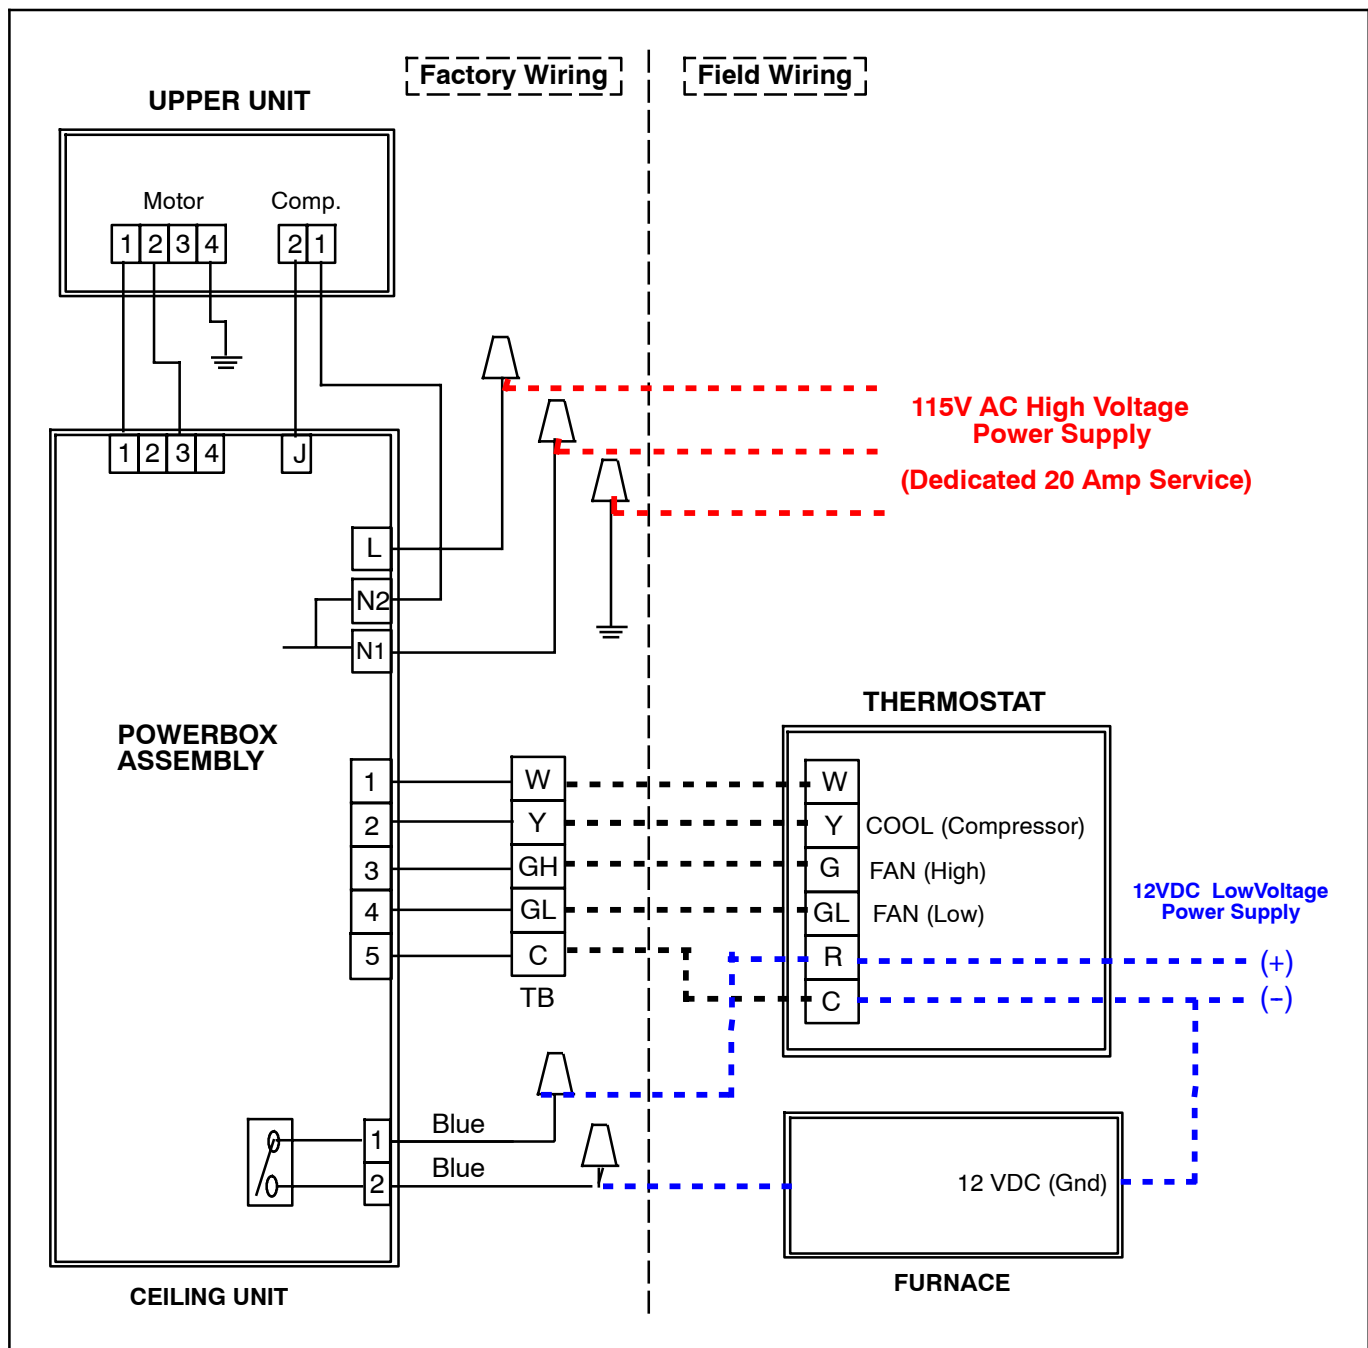 Factory Wiring
Field Wiring
UPPER UNIT
Motor
Comp.
1 2 3 4
2 1
115V AC High Voltage
Power Supply
(Dedicated 20 Amp Service)
1 2 3 4
J
L
N2
N1
THERMOSTAT
POWERBOX
ASSEMBLY
1
2
3
4
5
W
Y
GH
GL
C
TB
W
Y COOL (Compressor)
G FAN (High)
GL FAN (Low)
R
C
12VDC LowVoltage
Power Supply
(+)
(−)
1 Blue
2 Blue
12 VDC (Gnd)
FURNACE
CEILING UNIT